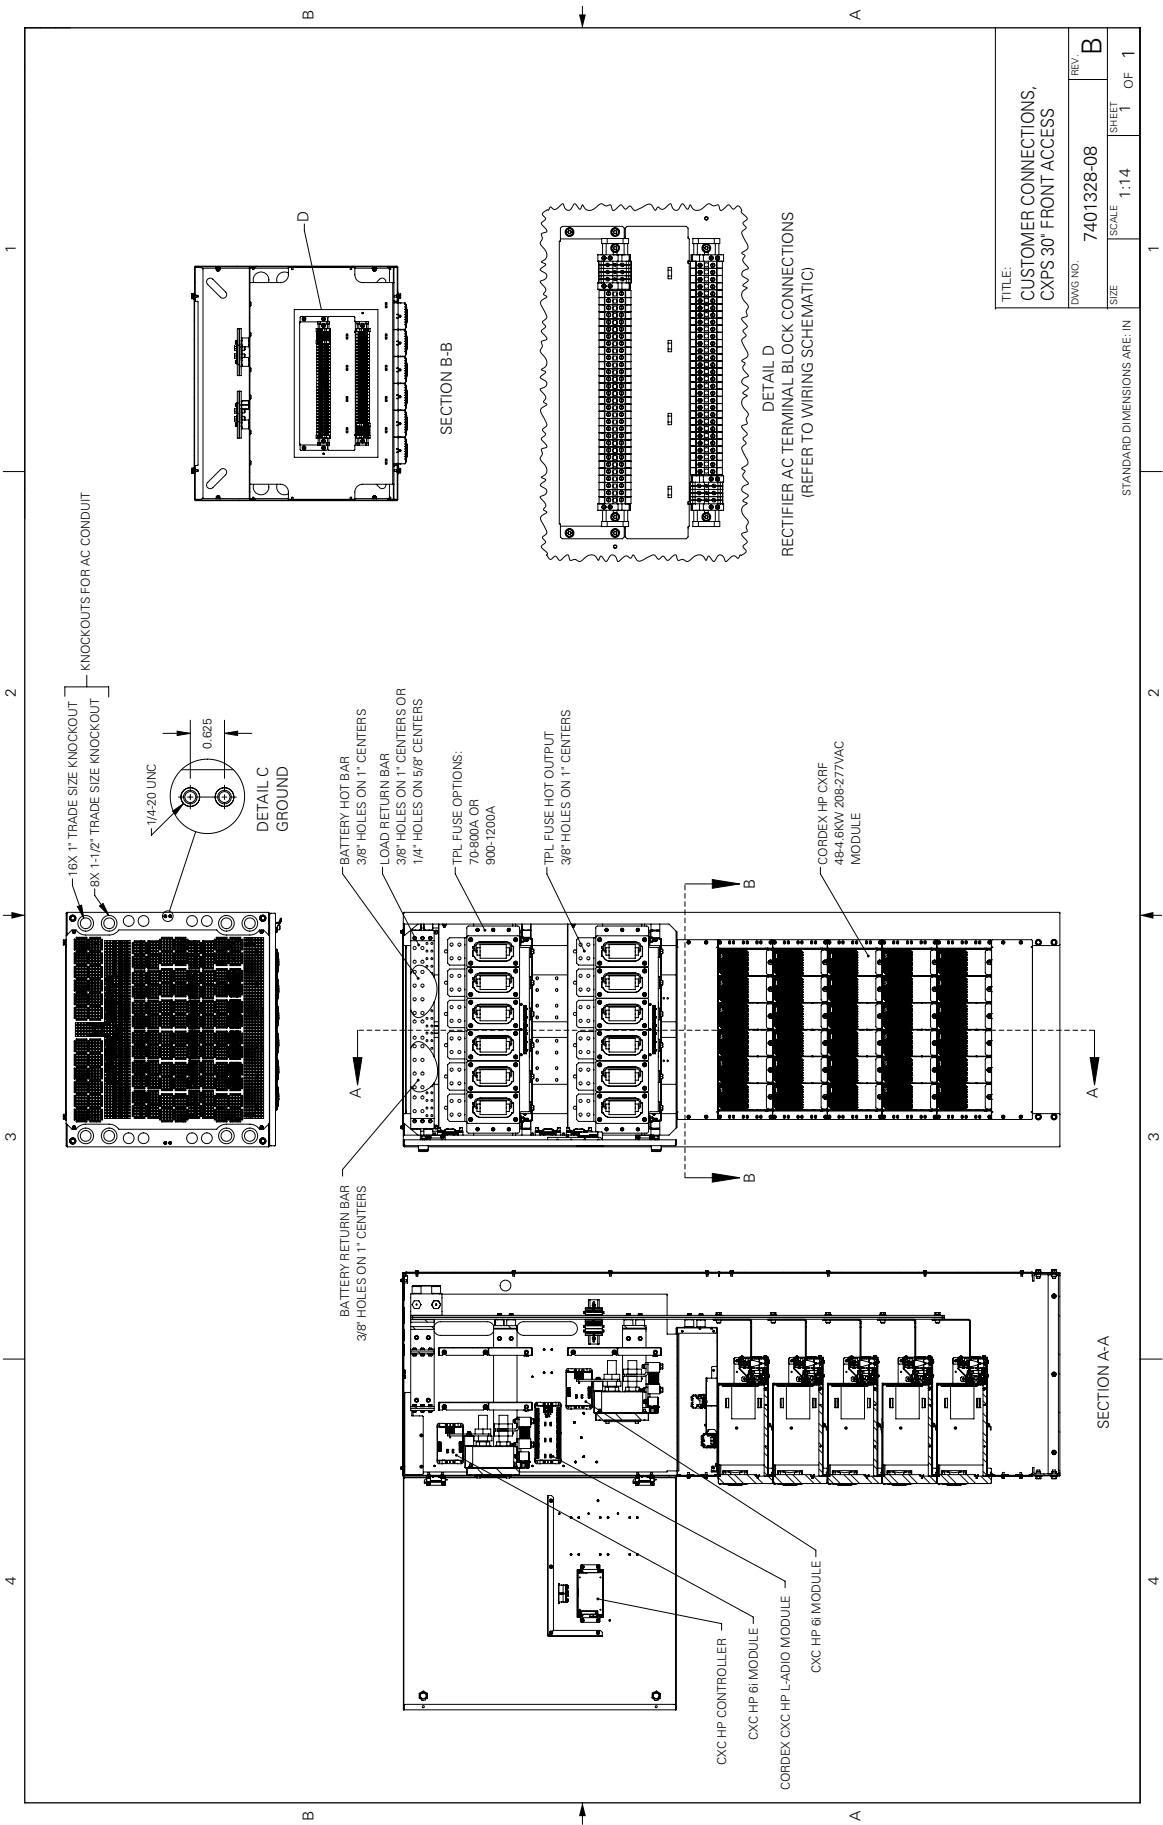 4
3
2
1
B
A
16X 1" TRADE SIZE KNOCKOUT
8X 1-1/2" TRADE SIZE KNOCKOUT
KNOCKOUTS FOR AC CONDUIT
1/4-20 UNC
0.625
DETAIL C
GROUND
D
SECTION B-B
BATTERY RETURN BAR
3/8" HOLES ON 1" CENTERS
BATTERY HOT BAR
3/8" HOLES ON 1" CENTERS
LOAD RETURN BAR
3/8" HOLES ON 1" CENTERS OR
1/4" HOLES ON 5/8" CENTERS
TPL FUSE OPTIONS:
70-800A OR
900-1200A
TPL FUSE HOT OUTPUT
3/8" HOLES ON 1" CENTERS
A
A
B
B
CORDEX HP CXRF
48-4.6KW 208-277VAC
MODULE
DETAIL D
RECTIFIER AC TERMINAL BLOCK CONNECTIONS
(REFER TO WIRING SCHEMATIC)
CXC HP CONTROLLER
CXC HP 6i MODULE
CORDEX CXC HP L-ADIO MODULE
CXC HP 6i MODULE
SECTION A-A
TITLE:
CUSTOMER CONNECTIONS,
CXPS 30" FRONT ACCESS
DWG NO.
7401328-08
REV.
B
SIZE
SCALE
1:14
SHEET
1 OF 1
STANDARD DIMENSIONS ARE: IN
4
3
2
1
B
A